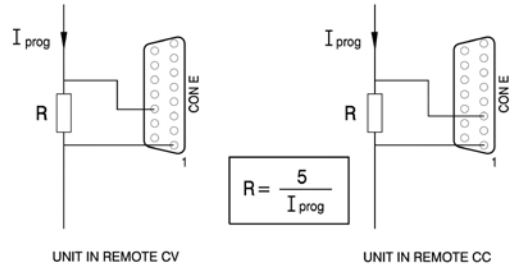 I prog
R
CON E
1
UNIT IN REMOTE CV
R = 5 / I prog
I prog
R
CON E
1
UNIT IN REMOTE CC